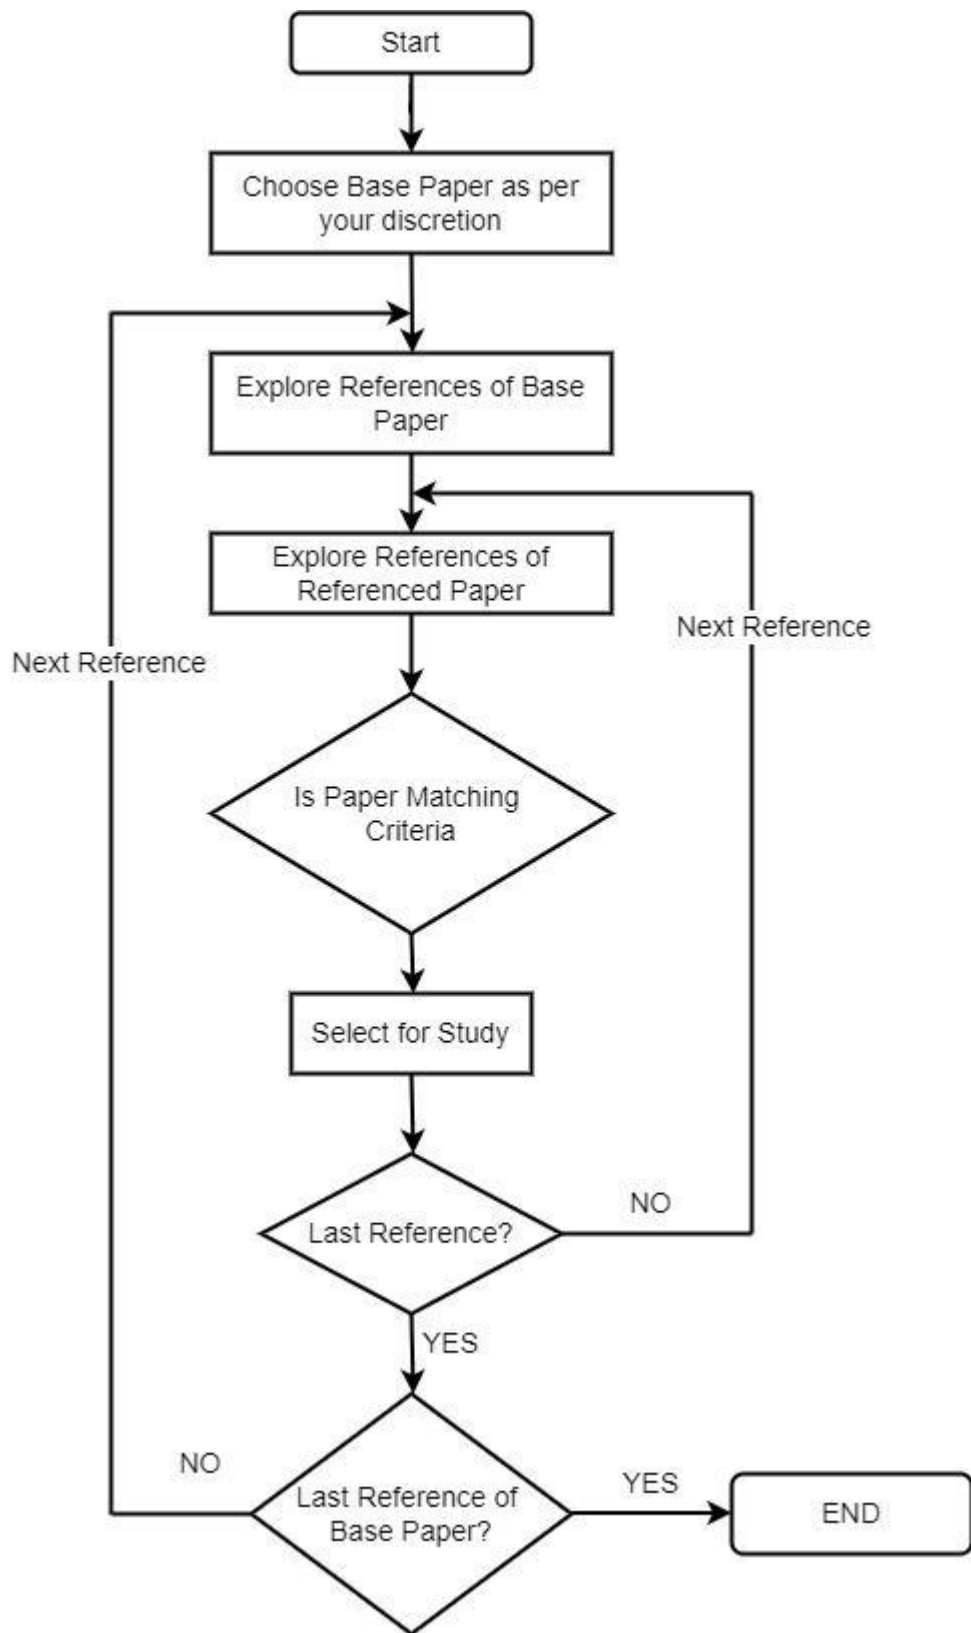 Start
Choose Base Paper as per
your discretion
Explore References of Base
Paper
Explore References of
Referenced Paper
Next Reference
Next Reference
Is Paper Matching
Criteria
Select for Study
Last Reference?
NO
YES
NO
Last Reference of
Base Paper?
YES
END